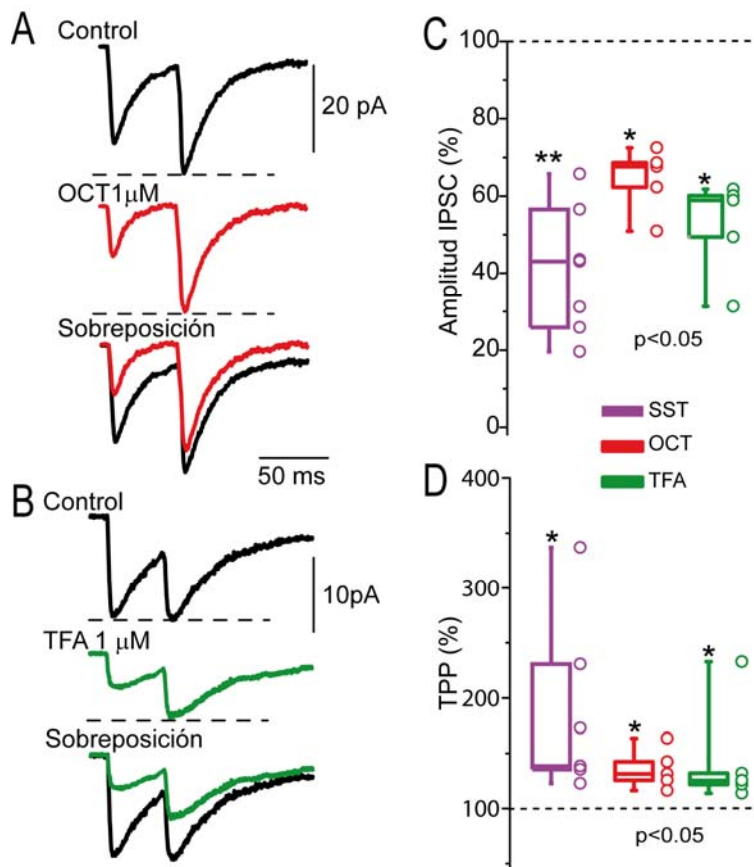 A
Control
20 pA
OCT1μM
Sobreposición
50 ms
B
Control
10pA
TFA 1 μM
Sobreposición
C
Amplitud IPSC (%)
100
80
60
40
20
0
**
*
*
p<0.05
SST
OCT
TFA
D
TPP (%)
400
300
200
100
*
*
*
p<0.05